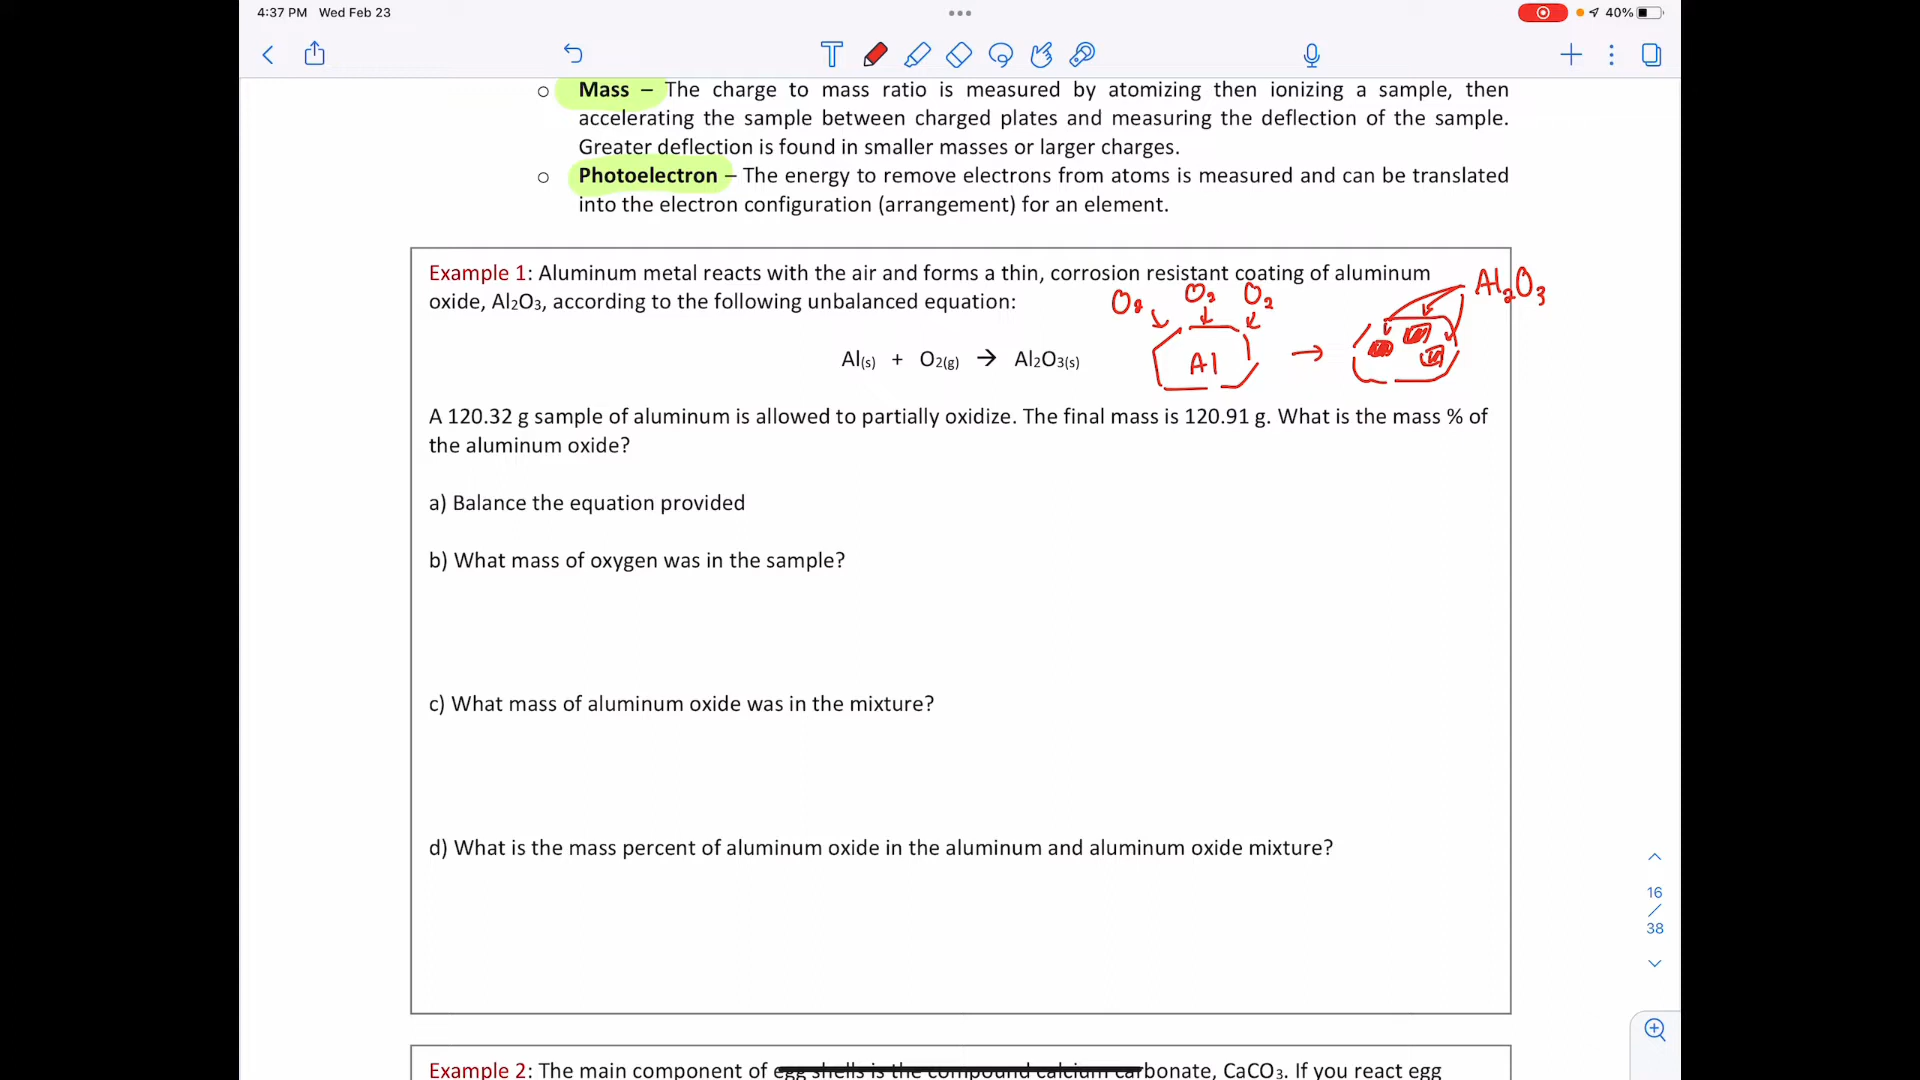 4:37 PM Wed Feb 23
40%
T
Mass – The charge to mass ratio is measured by atomizing then ionizing a sample, then
accelerating the sample between charged plates and measuring the deflection of the sample.
Greater deflection is found in smaller masses or larger charges.
Photoelectron – The energy to remove electrons from atoms is measured and can be translated
into the electron configuration (arrangement) for an element.
Example 1: Aluminum metal reacts with the air and forms a thin, corrosion resistant coating of aluminum
oxide, Al2O3, according to the following unbalanced equation:
O2 O2 O2
Al2O3
Al(s) + O2(g) → Al2O3(s)
Al →
A 120.32 g sample of aluminum is allowed to partially oxidize. The final mass is 120.91 g. What is the mass % of
the aluminum oxide?
a) Balance the equation provided
b) What mass of oxygen was in the sample?
c) What mass of aluminum oxide was in the mixture?
d) What is the mass percent of aluminum oxide in the aluminum and aluminum oxide mixture?
16
/
38
Example 2: The main component of egg shells is the compound calcium carbonate, CaCO3. If you react egg